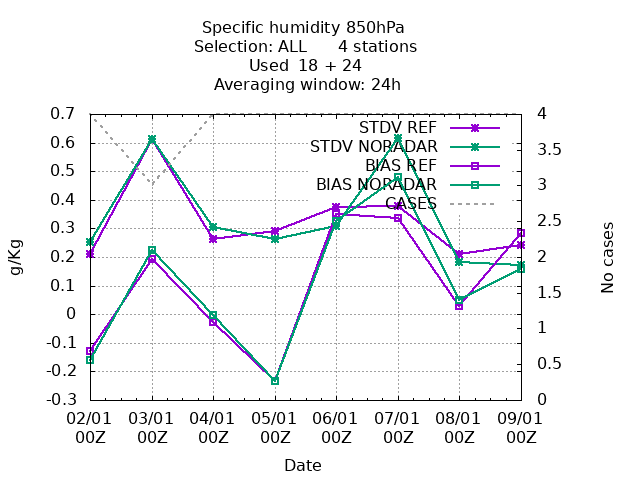 Specific humidity 850hPa
Selection: ALL 4 stations
Used 18 + 24
Averaging window: 24h
g/Kg
0.7
0.6
0.5
0.4
0.3
0.2
0.1
0
-0.1
-0.2
-0.3
STDV REF
STDV NORADAR
BIAS REF
BIAS NORADAR
CASES
4
3.5
3
2.5
2
1.5
1
0.5
0
No cases
02/01 03/01 04/01 05/01 06/01 07/01 08/01 09/01
00Z 00Z 00Z 00Z 00Z 00Z 00Z 00Z
Date